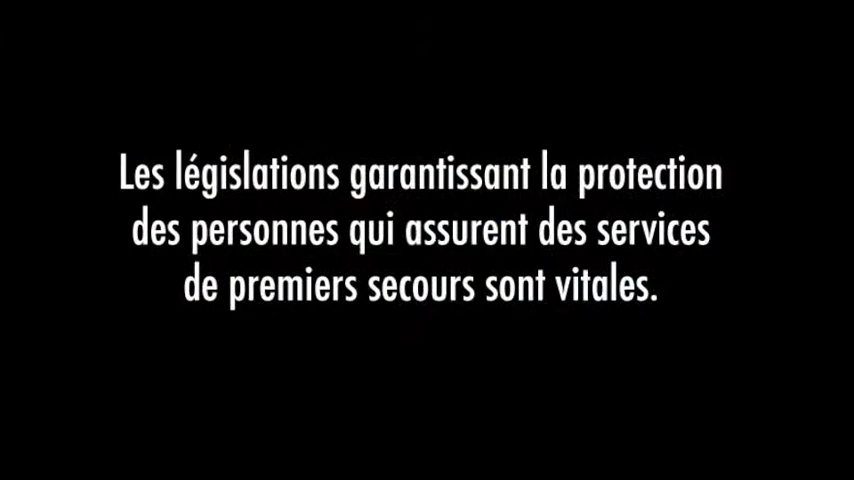 Les législations garantissant la protection
des personnes qui assurent des services
de premiers secours sont vitales.